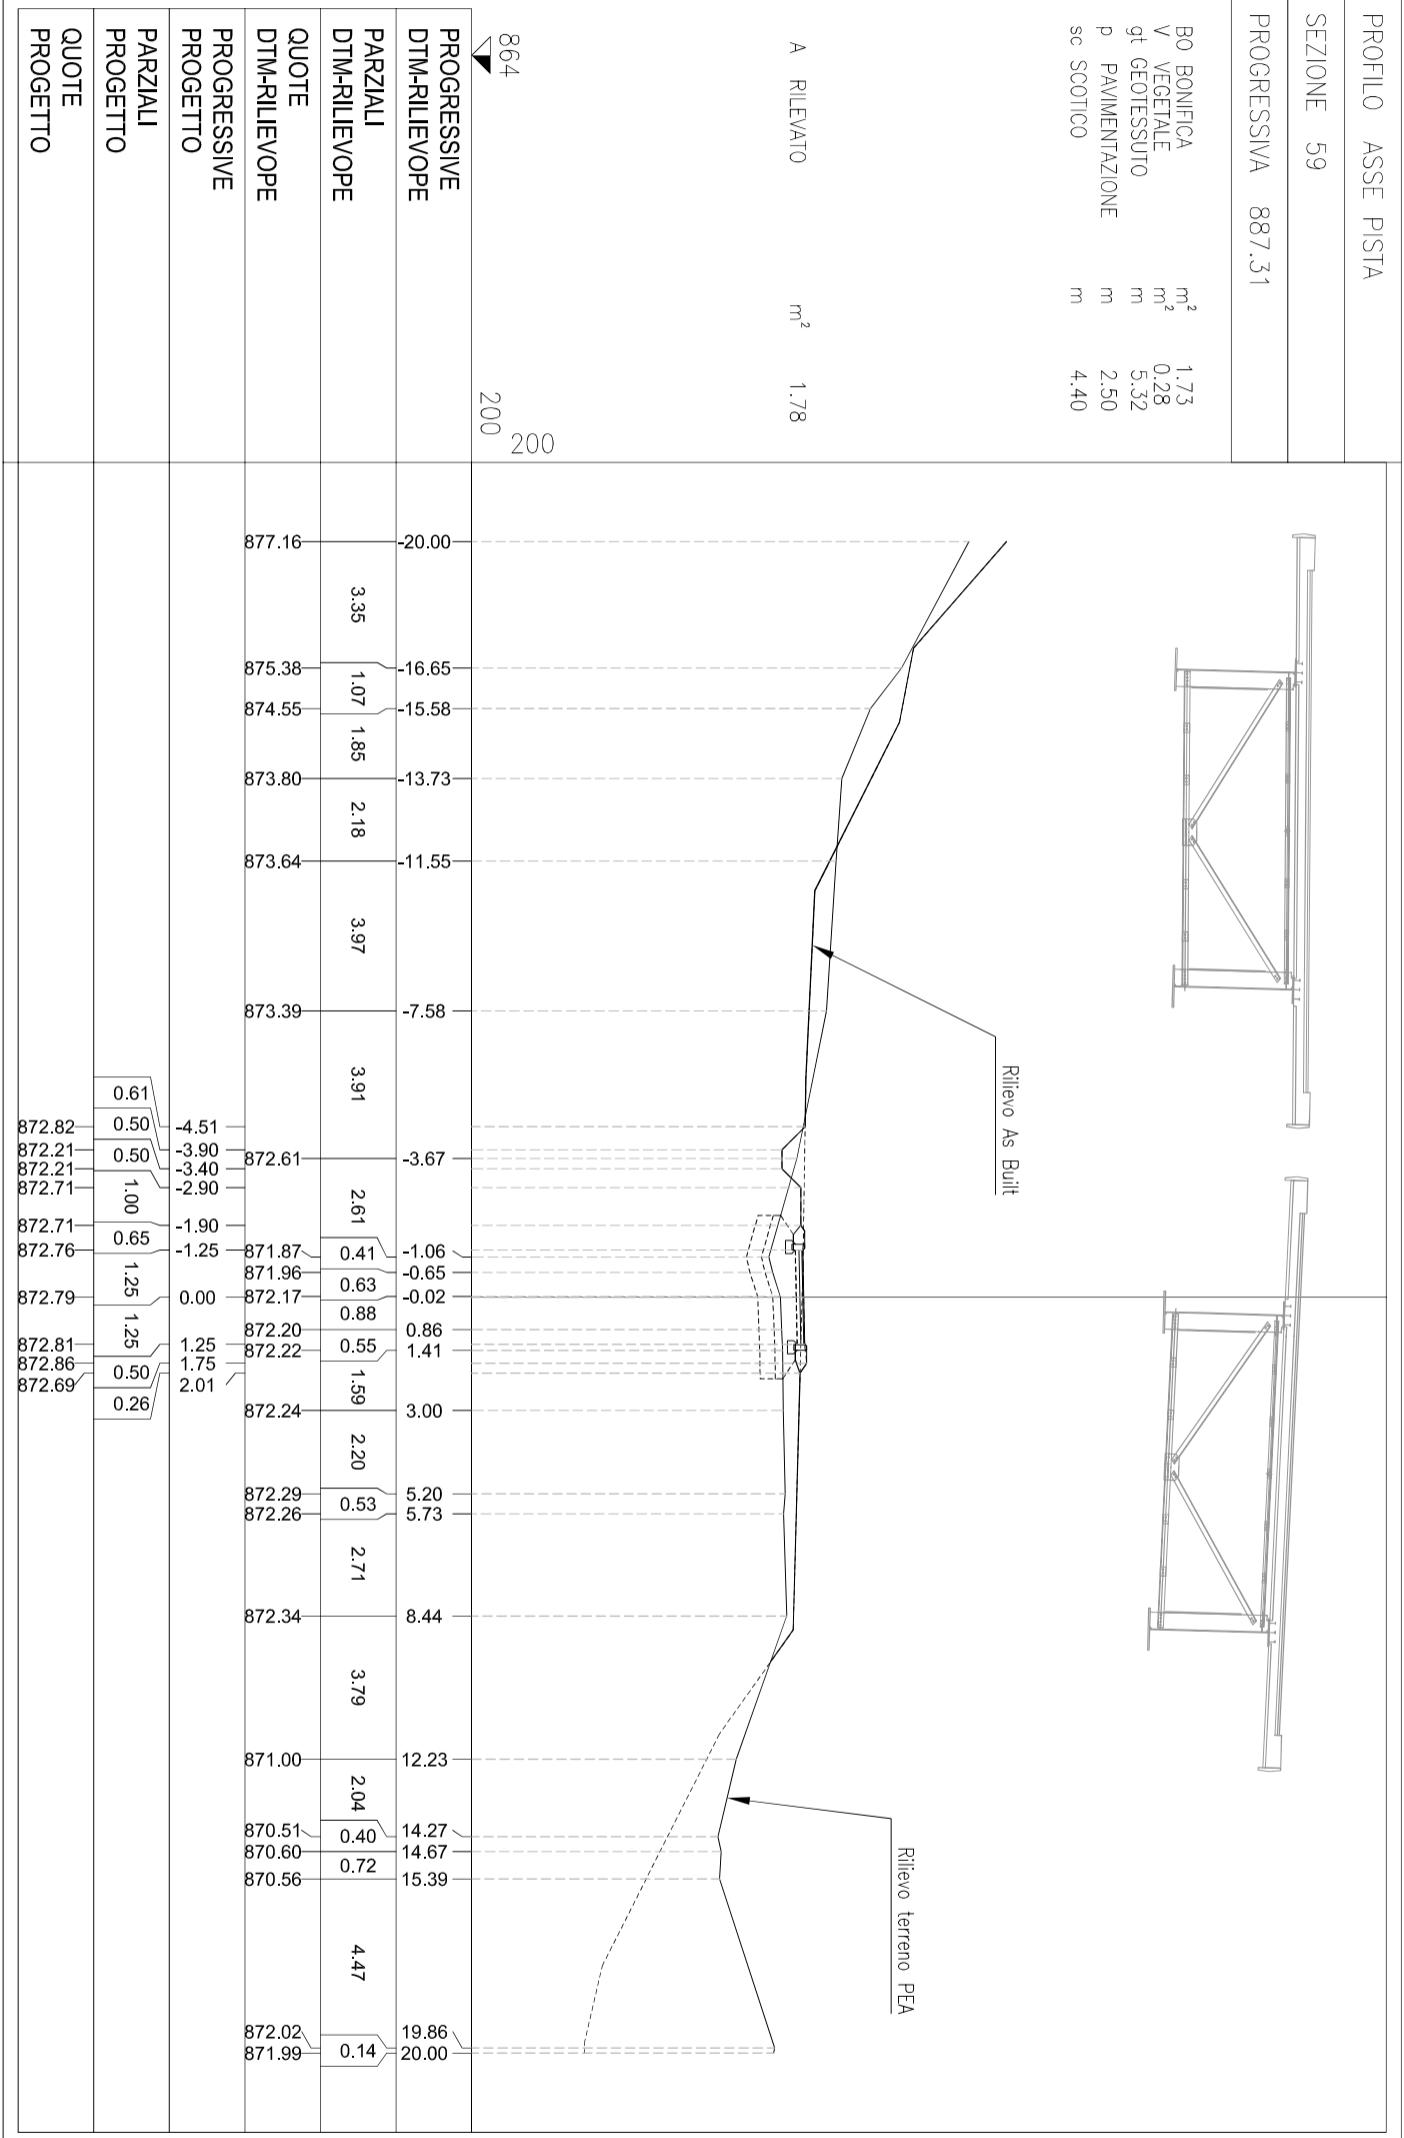 PROFILO ASSE PISTA
SEZIONE 59
PROGRESSIVA 887.31
BO BONIFICA m² 1.73
V VEGETALE m² 0.28
gt GEOTESSUTO m 5.32
p PAVIMENTAZIONE m 2.50
sc SCOTICO m 4.40
A RILEVATO m² 1.78
Rilievo As Built
Rilievo terreno PEA
200
200
864
PROGRESSIVE
DTM-RILIEVOPE
-20.00 -16.65 -15.58 -13.73 -11.55 -7.58 -3.67 -1.06 -0.65 -0.02 0.86 1.41 3.00 5.20 5.73 8.44 12.23 14.27 14.67 15.39 19.86 20.00
PARZIALI
DTM-RILIEVOPE
3.35 1.07 1.85 2.18 3.97 3.91 2.61 0.41 0.63 0.88 0.55 1.59 2.20 0.53 2.71 3.79 2.04 0.40 0.72 4.47 0.14
QUOTE
DTM-RILIEVOPE
877.16 875.38 874.55 873.80 873.64 873.39 872.61 871.87 871.96 872.17 872.20 872.22 872.24 872.29 872.26 872.34 871.00 870.51 870.60 870.56 872.02 871.99
PROGRESSIVE
PROGETTO
-4.51 -3.90 -3.40 -2.90 -1.90 -1.25 0.00 1.25 1.75 2.01
PARZIALI
PROGETTO
0.61 0.50 0.50 1.00 0.65 1.25 1.25 0.50 0.26
QUOTE
PROGETTO
872.82 872.21 872.21 872.71 872.71 872.76 872.79 872.81 872.86 872.69